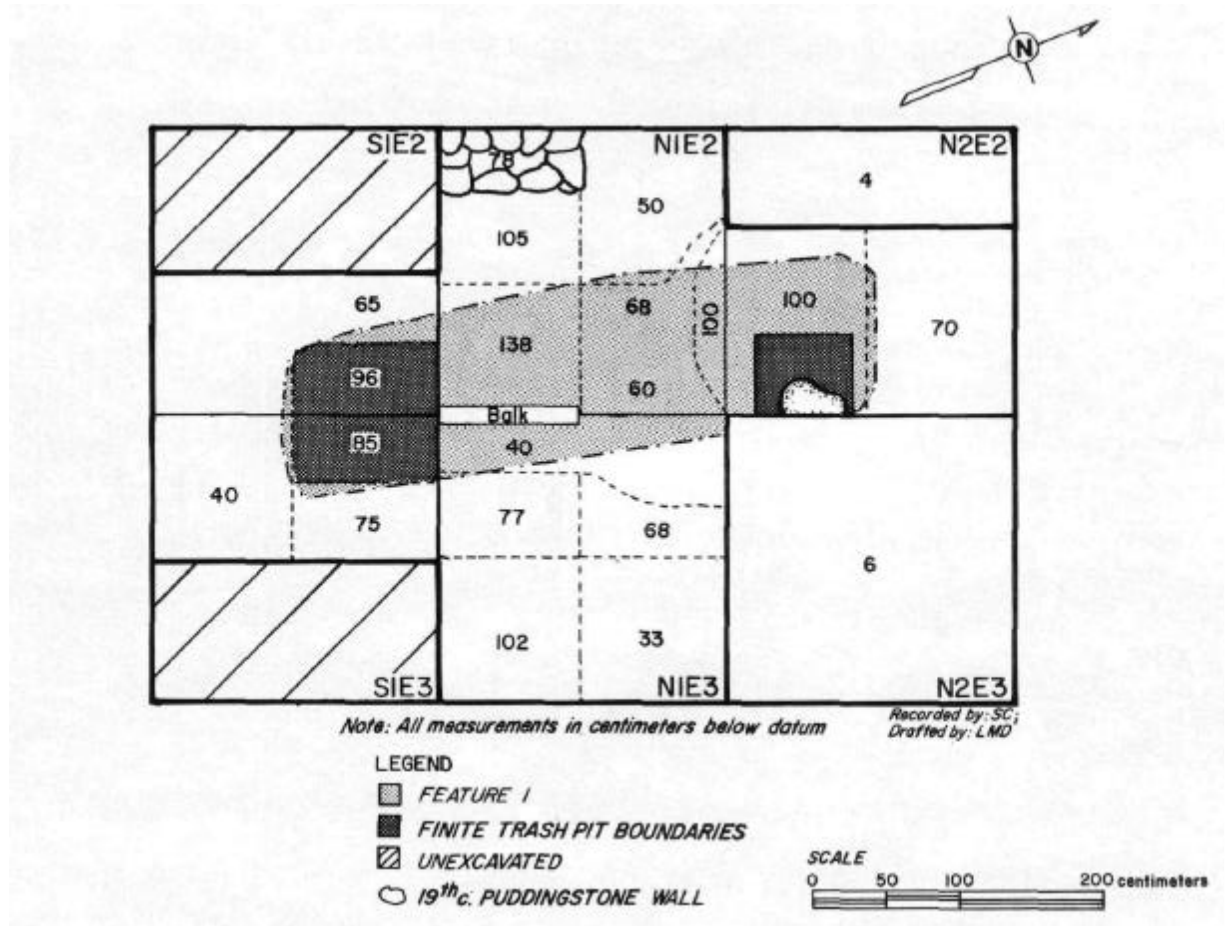 N
S1E2 N1E2 N2E2
78
4
50
105
65
68 100 100
70
138
96
60
Balk
85
40
40
75
77
68
6
102
33
S1E3 N1E3 N2E3
Note: All measurements in centimeters below datum
Recorded by: SC;
Drafted by: LMD
LEGEND
FEATURE 1
FINITE TRASH PIT BOUNDARIES
UNEXCAVATED
19th c. PUDDINGSTONE WALL
SCALE
0 50 100 200 centimeters